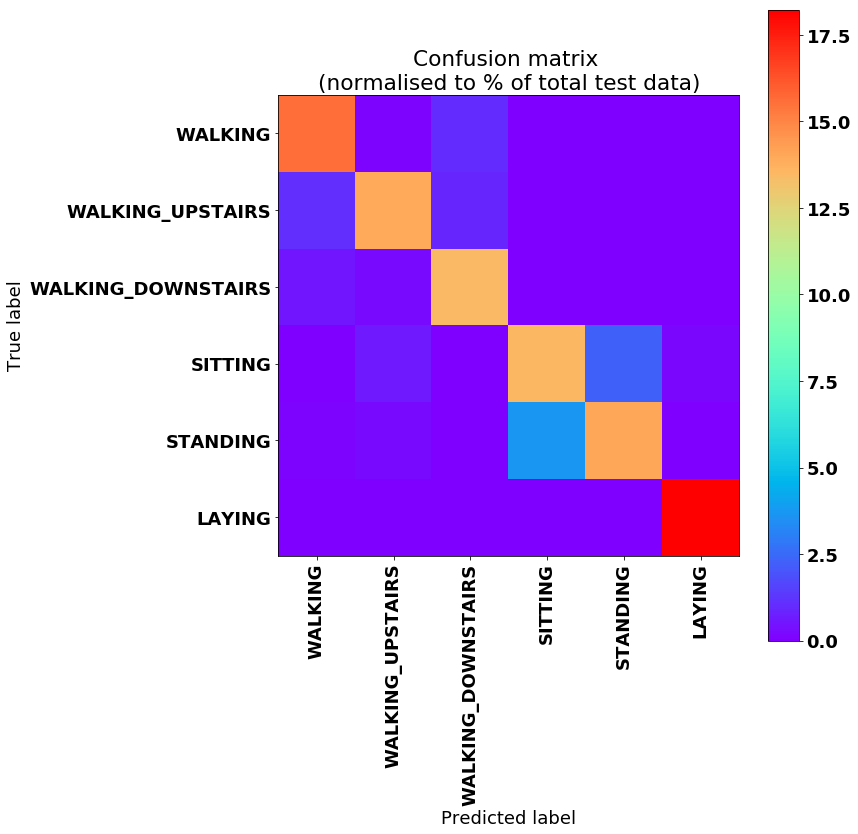 Confusion matrix
(normalised to % of total test data)
True label
WALKING
WALKING_UPSTAIRS
WALKING_DOWNSTAIRS
SITTING
STANDING
LAYING
WALKING
WALKING_UPSTAIRS
WALKING_DOWNSTAIRS
SITTING
STANDING
LAYING
Predicted label
17.5
15.0
12.5
10.0
7.5
5.0
2.5
0.0